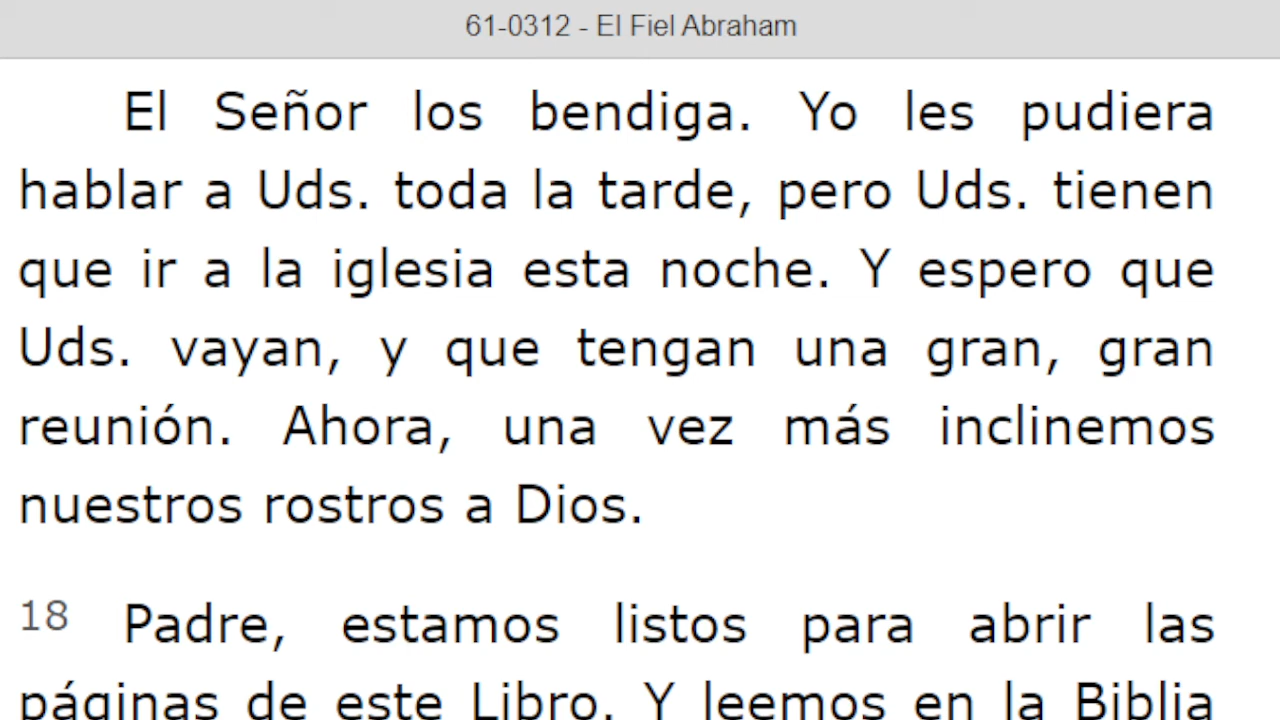 61-0312 - El Fiel Abraham
El Señor los bendiga. Yo les pudiera
hablar a Uds. toda la tarde, pero Uds. tienen
que ir a la iglesia esta noche. Y espero que
Uds. vayan, y que tengan una gran, gran
reunión. Ahora, una vez más inclinemos
nuestros rostros a Dios.
18 Padre, estamos listos para abrir las
páginas de este Libro. Y leemos en la Biblia